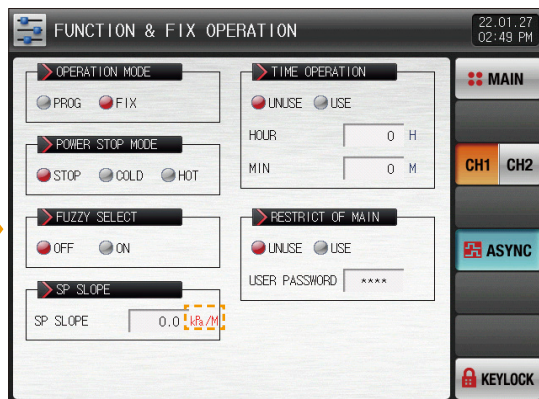 FUNCTION & FIX OPERATION
22.01.27
02:49 PM
OPERATION MODE
PROG FIX
POWER STOP MODE
STOP COLD HOT
FUZZY SELECT
OFF ON
SP SLOPE
SP SLOPE 0.0 kPa/M
TIME OPERATION
UNUSE USE
HOUR 0 H
MIN 0 M
RESTRICT OF MAIN
UNUSE USE
USER PASSWORD ****
MAIN
CH1 CH2
ASYNC
KEYLOCK